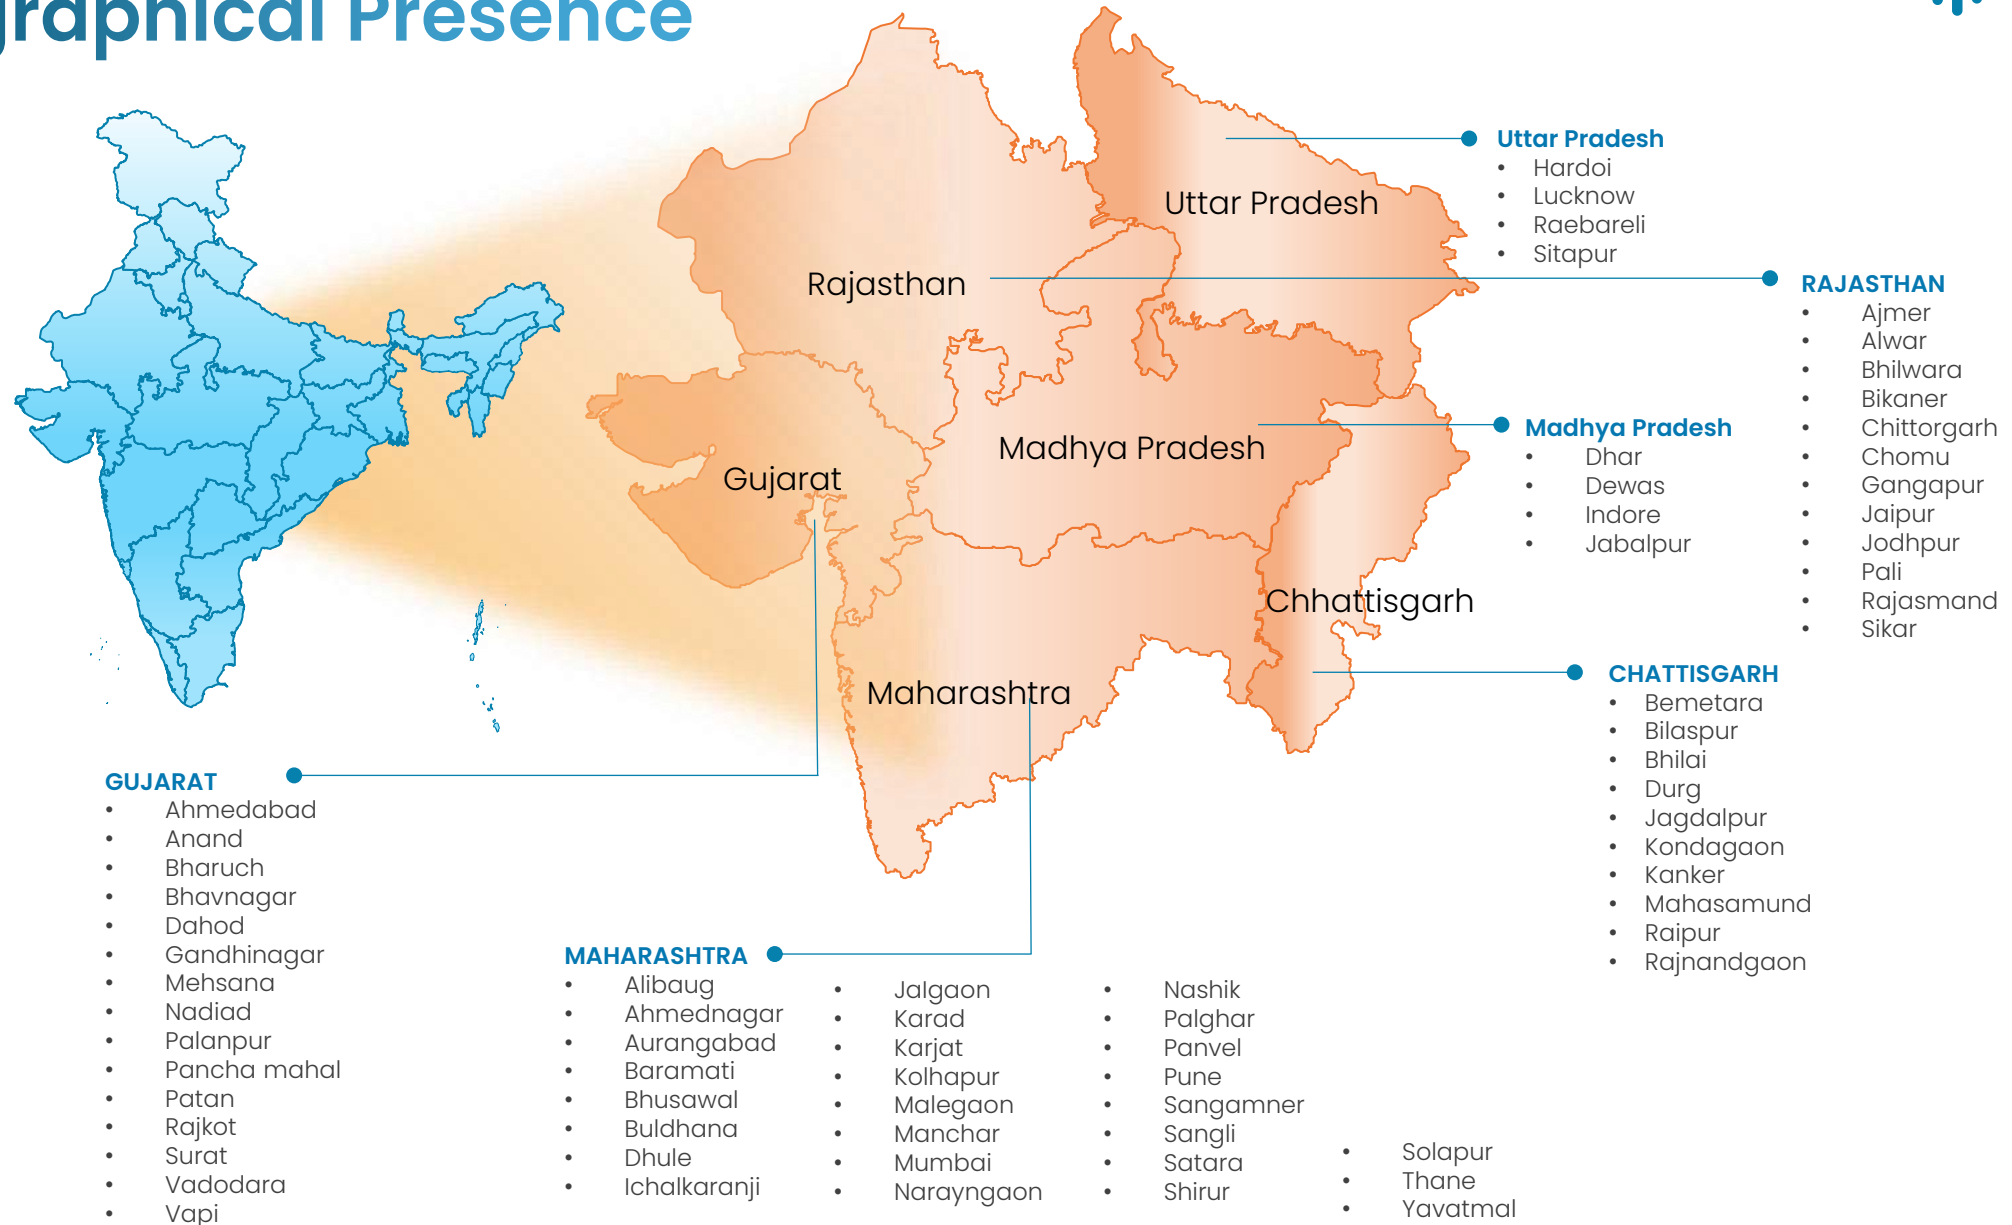 graphical Presence
Uttar Pradesh
Rajasthan
Madhya Pradesh
Gujarat
Chhattisgarh
Maharashtra
Uttar Pradesh
• Hardoi
• Lucknow
• Raebareli
• Sitapur
RAJASTHAN
• Ajmer
• Alwar
• Bhilwara
• Bikaner
• Chittorgarh
• Chomu
• Gangapur
• Jaipur
• Jodhpur
• Pali
• Rajasmand
• Sikar
Madhya Pradesh
• Dhar
• Dewas
• Indore
• Jabalpur
CHATTISGARH
• Bemetara
• Bilaspur
• Bhilai
• Durg
• Jagdalpur
• Kondagaon
• Kanker
• Mahasamund
• Raipur
• Rajnandgaon
GUJARAT
• Ahmedabad
• Anand
• Bharuch
• Bhavnagar
• Dahod
• Gandhinagar
• Mehsana
• Nadiad
• Palanpur
• Pancha mahal
• Patan
• Rajkot
• Surat
• Vadodara
• Vapi
MAHARASHTRA
• Alibaug
• Ahmednagar
• Aurangabad
• Baramati
• Bhusawal
• Buldhana
• Dhule
• Ichalkaranji
• Jalgaon
• Karad
• Karjat
• Kolhapur
• Malegaon
• Manchar
• Mumbai
• Narayngaon
• Nashik
• Palghar
• Panvel
• Pune
• Sangamner
• Sangli
• Satara
• Shirur
• Solapur
• Thane
• Yavatmal